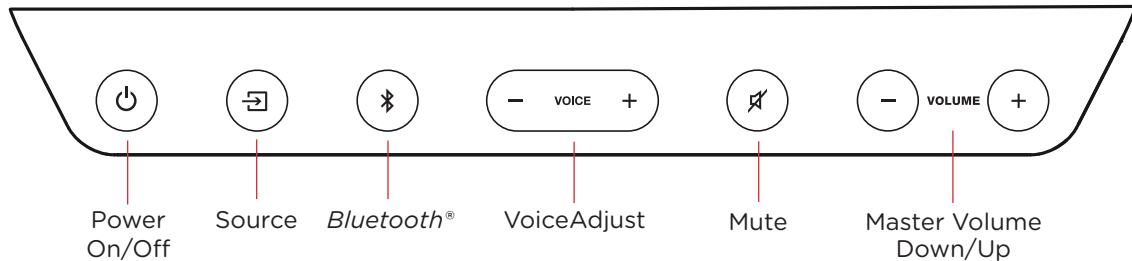 − VOICE +
− VOLUME +
Power On/Off
Source
Bluetooth®
VoiceAdjust
Mute
Master Volume
Down/Up